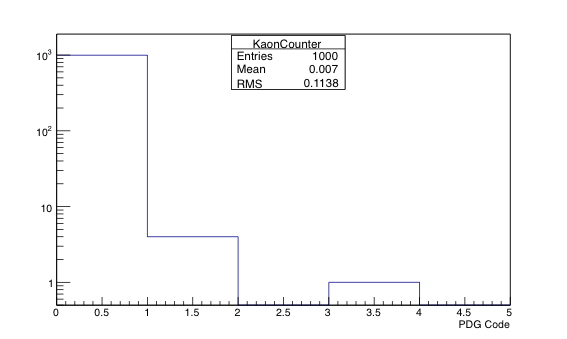 KaonCounter
Entries 1000
Mean 0.007
RMS 0.1138
10³
10²
10
1
0 0.5 1 1.5 2 2.5 3 3.5 4 4.5 5
PDG Code